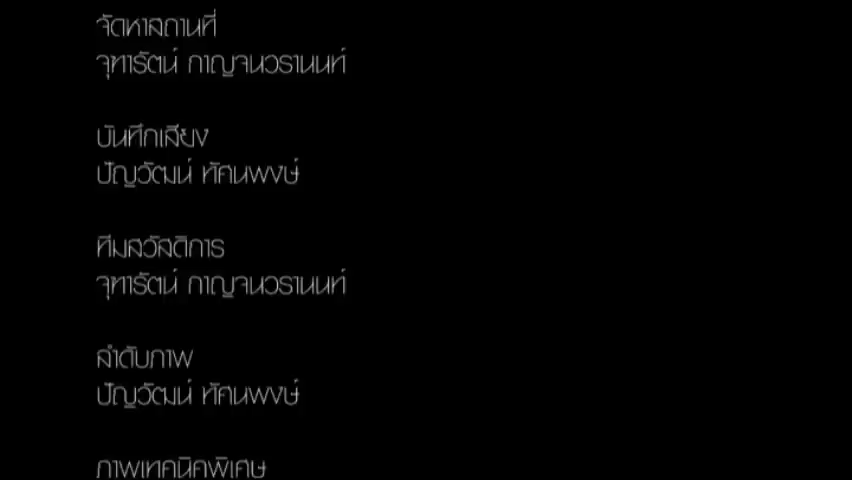 จัดหาสถานที่
จุฑารัตน์ กาญจนวรานนท์
บันทึกเสียง
ปัญวัฒน์ ทัศนพงษ์
ทีมสวัสดิการ
จุฑารัตน์ กาญจนวรานนท์
ลำดับภาพ
ปัญวัฒน์ ทัศนพงษ์
ภาพเทคนิคพิเศษ